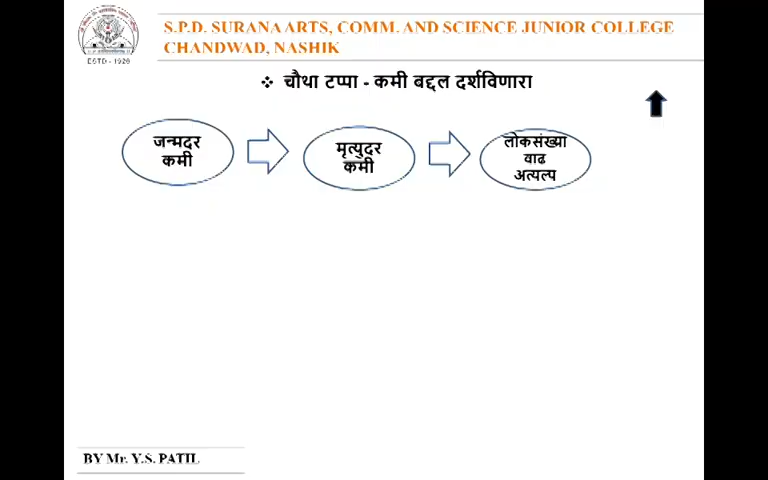 S.P.D. SURANA ARTS, COMM. AND SCIENCE JUNIOR COLLEGE
CHANDWAD, NASHIK
ESTD - 1928
❖ चौथा टप्पा - कमी बद्दल दर्शविणारा
जन्मदर
कमी
मृत्युदर
कमी
लोकसंख्या
वाढ
अत्यल्प
BY Mr. Y.S. PATIL